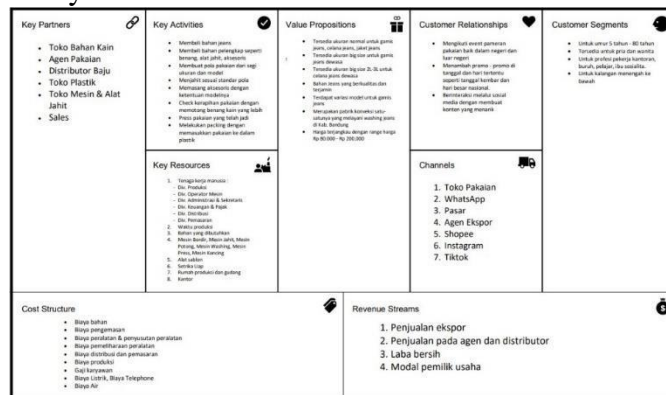 Key Partners
• Toko Bahan Kain
• Agen Pakaian
• Distributor Baju
• Toko Plastik
• Toko Mesin & Alat
Jahit
• Sales
Key Activities
• Membeli bahan jeans
• Membeli bahan pelengkap seperti
benang, alat jahit, aksesoris
• Membuat pola pakaian dari segi
ukuran dan model
• Menjahit sesuai standar pola
• Memasang aksesoris dengan
ketentuan modelnya
• Check kerapihan pakaian dengan
memotong benang kain yang lebih
• Press pakaian yang telah jadi
• Melakukan packing dengan
memasukkan pakaian ke dalam
plastik
Key Resources
1. Tenaga kerja manusia :
- Div. Produksi
- Div. Operator Mesin
- Div. Administrasi & Sekretaris
- Div. Keuangan & Pajak
- Div. Distribusi
- Div. Pemasaran
2. Waktu produksi
3. Bahan yang dibutuhkan
4. Mesin Bordir, Mesin Jahit, Mesin
Potong, Mesin Washing, Mesin
Press, Mesin Kancing
5. Alat sablon
6. Setrika Uap
7. Rumah produksi dan gudang
8. Kantor
Value Propositions
• Tersedia ukuran normal untuk gamis
jeans, celana jeans, jaket jeans
• Tersedia ukuran big size untuk gamis
jeans dewasa
• Tersedia ukuran big size 2L-5L untuk
celana jeans dewasa
• Bahan jeans yang berkualitas dan
terjamin
• Terdapat variasi model untuk gamis
jeans
• Merupakan pabrik konveksi satu-
satunya yang melayani washing jeans
di Kab. Bandung
• Harga terjangkau dengan range harga
Rp 80.000 - Rp 200.000
Customer Relationships
• Mengikuti event pameran
pakaian baik dalam negeri dan
luar negeri
• Menambah promo - promo di
tanggal dan hari tertentu
seperti tanggal kembar dan
hari besar nasional.
• Berinteraksi melalui sosial
media dengan membuat
konten yang menarik
Channels
1. Toko Pakaian
2. WhatsApp
3. Pasar
4. Agen Ekspor
5. Shopee
6. Instagram
7. Tiktok
Customer Segments
• Untuk umur 5 tahun - 80 tahun
• Tersedia untuk pria dan wanita
• Untuk profesi pekerja kantoran,
buruh, pelajar, ibu sosialita.
• Untuk kalangan menengah ke
bawah
Cost Structure
• Biaya bahan
• Biaya pengemasan
• Biaya peralatan & penyusutan peralatan
• Biaya pemeliharaan peralatan
• Biaya distribusi dan pemasaran
• Biaya produksi
• Gaji karyawan
• Biaya Listrik, Biaya Telephone
• Biaya Air
Revenue Streams
1. Penjualan ekspor
2. Penjualan pada agen dan distributor
3. Laba bersih
4. Modal pemilik usaha